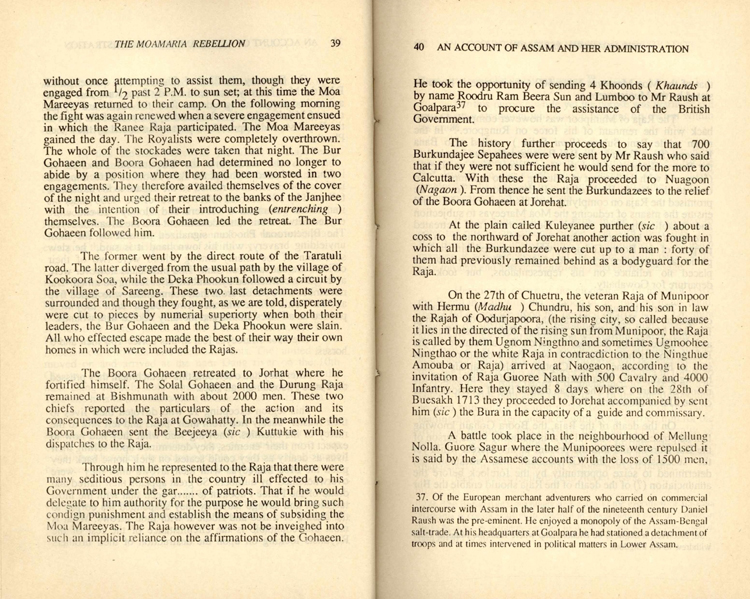 THE MOAMARIA REBELLION 39
without once attempting to assist them, though they were
engaged from 1/2 past 2 P.M. to sun set; at this time the Moa
Mareeyas returned to their camp. On the following morning
the fight was again renewed when a severe engagement ensued
in which the Ranee Raja participated. The Moa Mareeyas
gained the day. The Royalists were completely overthrown.
The whole of the stockades were taken that night. The Bur
Gohaeen and Boora Gohaeen had determined no longer to
abide by a position where they had been worsted in two
engagements. They therefore availed themselves of the cover
of the night and urged their retreat to the banks of the Janjhee
with the intention of their introduching (entrenching )
themselves. The Boora Gohaeen led the retreat. The Bur
Gohaeen followed him.
The former went by the direct route of the Taratuli
road. The latter diverged from the usual path by the village of
Kookoora Soa, while the Deka Phookun followed a circuit by
the village of Sareeng. These two last detachments were
surrounded and though they fought, as we are told, disperately
were cut to pieces by numerial superiorty when both their
leaders, the Bur Gohaeen and the Deka Phookun were slain.
All who effected escape made the best of their way their own
homes in which were included the Rajas.
The Boora Gohaeen retreated to Jorhat where he
fortified himself. The Solal Gohaeen and the Durung Raja
remained at Bishmunath with about 2000 men. These two
chiefs reported the particulars of the action and its
consequences to the Raja at Gowahatty. In the meanwhile the
Boora Gohaeen sent the Beejeeya (sic ) Kuttukie with his
dispatches to the Raja.
Through him he represented to the Raja that there were
many seditious persons in the country ill effected to his
Government under the gar....... of patriots. That if he would
delegate to him authority for the purpose he would bring such
condign punishment and establish the means of subsiding the
Moa Mareeyas. The Raja however was not be inveighed into
such an implicit reliance on the affirmations of the Gohaeen.
40 AN ACCOUNT OF ASSAM AND HER ADMINISTRATION
He took the opportunity of sending 4 Khoonds ( Khaunds )
by name Roodru Ram Beera Sun and Lumboo to Mr Raush at
Goalpara37 to procure the assistance of the British
Government.
The history further proceeds to say that 700
Burkundajee Sepahees were were sent by Mr Raush who said
that if they were not sufficient he would send for the more to
Calcutta. With these the Raja proceeded to Nuagoon
(Nagaon ). From thence he sent the Burkundazees to the relief
of the Boora Gohaeen at Jorehat.
At the plain called Kuleyanee purther (sic ) about a
coss to the northward of Jorehat another action was fought in
which all the Burkundazee were cut up to a man : forty of
them had previously remained behind as a bodyguard for the
Raja.
On the 27th of Chuetru, the veteran Raja of Munipoor
with Hermu (Madhu ) Chundru, his son, and his son in law
the Rajah of Oodurjapoora, (the rising city, so called because
it lies in the directed of the rising sun from Munipoor, the Raja
is called by them Ugnom Ningthno and sometimes Ugmoohee
Ningthao or the white Raja in contracdiction to the Ningthue
Amouba or Raja) arrived at Naogaon, according to the
invitation of Raja Guoree Nath with 500 Cavalry and 4000
Infantry. Here they stayed 8 days where on the 28th of
Buesakh 1713 they proceeded to Jorehat accompanied by sent
him (sic ) the Bura in the capacity of a guide and commissary.
A battle took place in the neighbourhood of Mellung
Nolla. Guore Sagur where the Munipoorees were repulsed it
is said by the Assamese accounts with the loss of 1500 men,
37. Of the European merchant adventurers who carried on commercial
intercourse with Assam in the later half of the nineteenth century Daniel
Raush was the pre-eminent. He enjoyed a monopoly of the Assam-Bengal
salt-trade. At his headquarters at Goalpara he had stationed a detachment of
troops and at times intervened in political matters in Lower Assam.